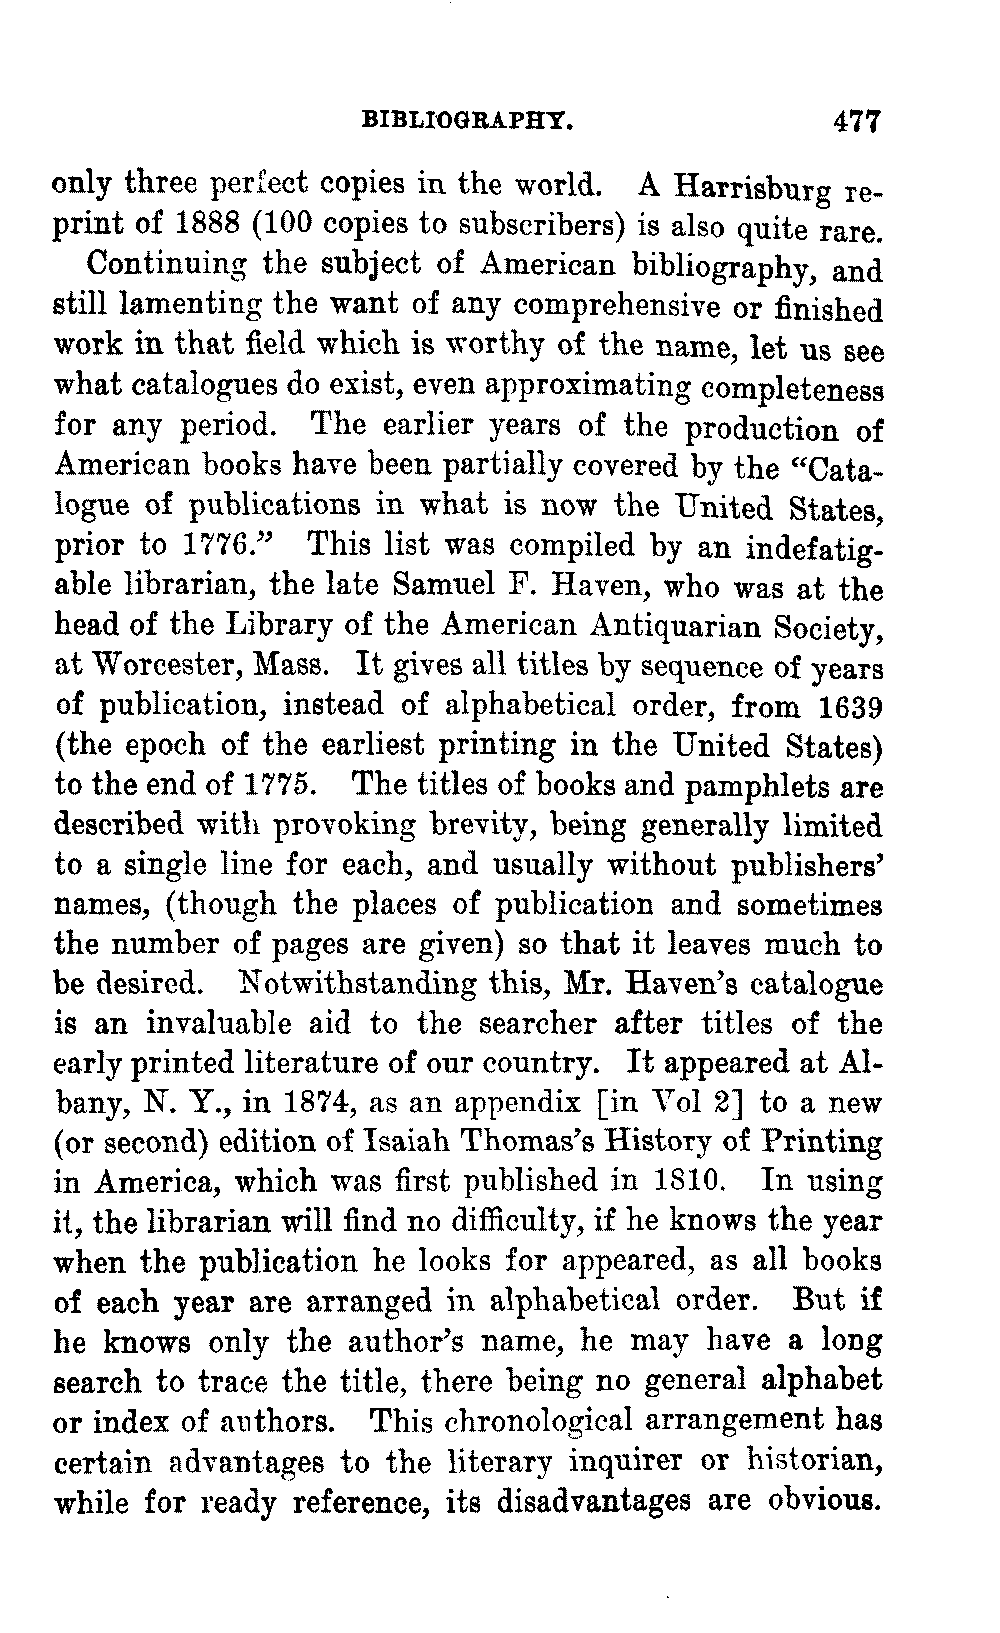 BIBLIOGRAPHY. 477
only three perfect copies in the world. A Harrisburg re-
print of 1888 (100 copies to subscribers) is also quite rare.
Continuing the subject of American bibliography, and
still lamenting the want of any comprehensive or finished
work in that field which is worthy of the name, let us see
what catalogues do exist, even approximating completeness
for any period. The earlier years of the production of
American books have been partially covered by the “Cata-
logue of publications in what is now the United States,
prior to 1776.” This list was compiled by an indefatig-
able librarian, the late Samuel F. Haven, who was at the
head of the Library of the American Antiquarian Society,
at Worcester, Mass. It gives all titles by sequence of years
of publication, instead of alphabetical order, from 1639
(the epoch of the earliest printing in the United States)
to the end of 1775. The titles of books and pamphlets are
described with provoking brevity, being generally limited
to a single line for each, and usually without publishers’
names, (though the places of publication and sometimes
the number of pages are given) so that it leaves much to
be desired. Notwithstanding this, Mr. Haven’s catalogue
is an invaluable aid to the searcher after titles of the
early printed literature of our country. It appeared at Al-
bany, N. Y., in 1874, as an appendix [in Vol 2] to a new
(or second) edition of Isaiah Thomas’s History of Printing
in America, which was first published in 1810. In using
it, the librarian will find no difficulty, if he knows the year
when the publication he looks for appeared, as all books
of each year are arranged in alphabetical order. But if
he knows only the author’s name, he may have a long
search to trace the title, there being no general alphabet
or index of authors. This chronological arrangement has
certain advantages to the literary inquirer or historian,
while for ready reference, its disadvantages are obvious.